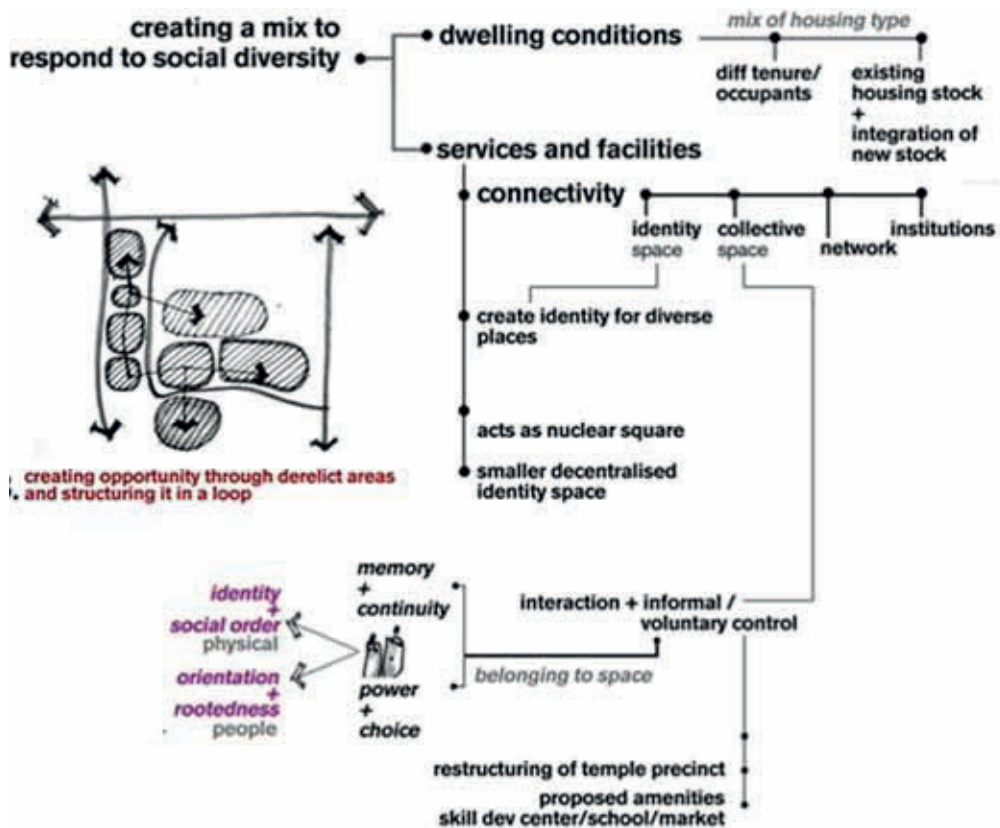 creating a mix to
respond to social diversity
dwelling conditions
mix of housing type
diff tenure/
occupants
existing
housing stock
+
integration of
new stock
services and facilities
connectivity
identity
space
collective
space
network
institutions
create identity for diverse
places
acts as nuclear square
smaller decentralised
identity space
creating opportunity through derelict areas
and structuring it in a loop
memory
+
continuity
identity
+
social order
physical
orientation
+
rootedness
people
power
+
choice
interaction + informal /
voluntary control
belonging to space
restructuring of temple precinct
proposed amenities
skill dev center/school/market